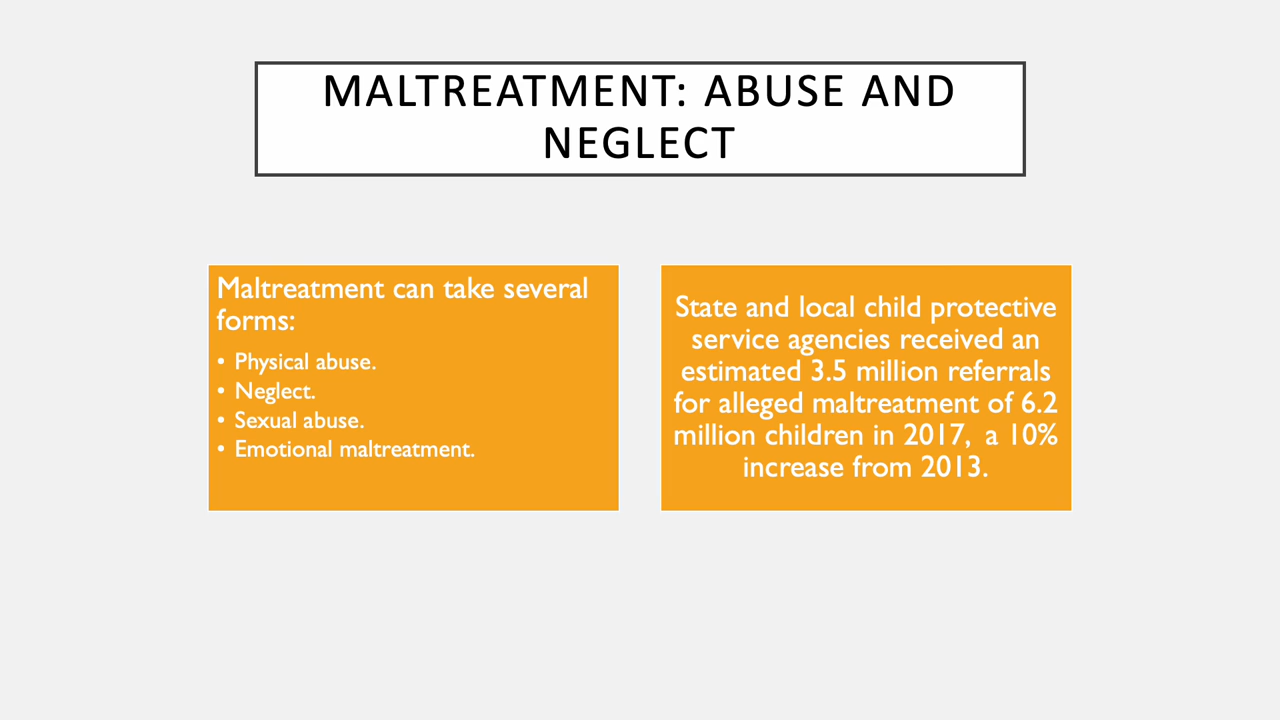 MALTREATMENT: ABUSE AND
NEGLECT
Maltreatment can take several
forms:
• Physical abuse.
• Neglect.
• Sexual abuse.
• Emotional maltreatment.
State and local child protective
service agencies received an
estimated 3.5 million referrals
for alleged maltreatment of 6.2
million children in 2017, a 10%
increase from 2013.